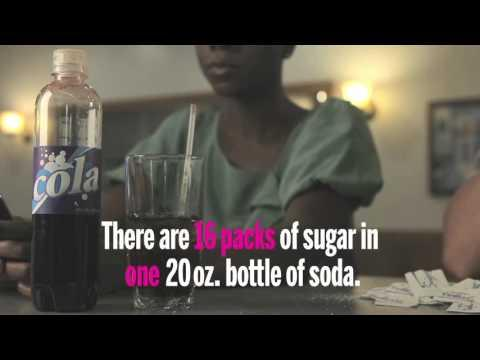 cola
There are 16 packs of sugar in
one 20 oz. bottle of soda.